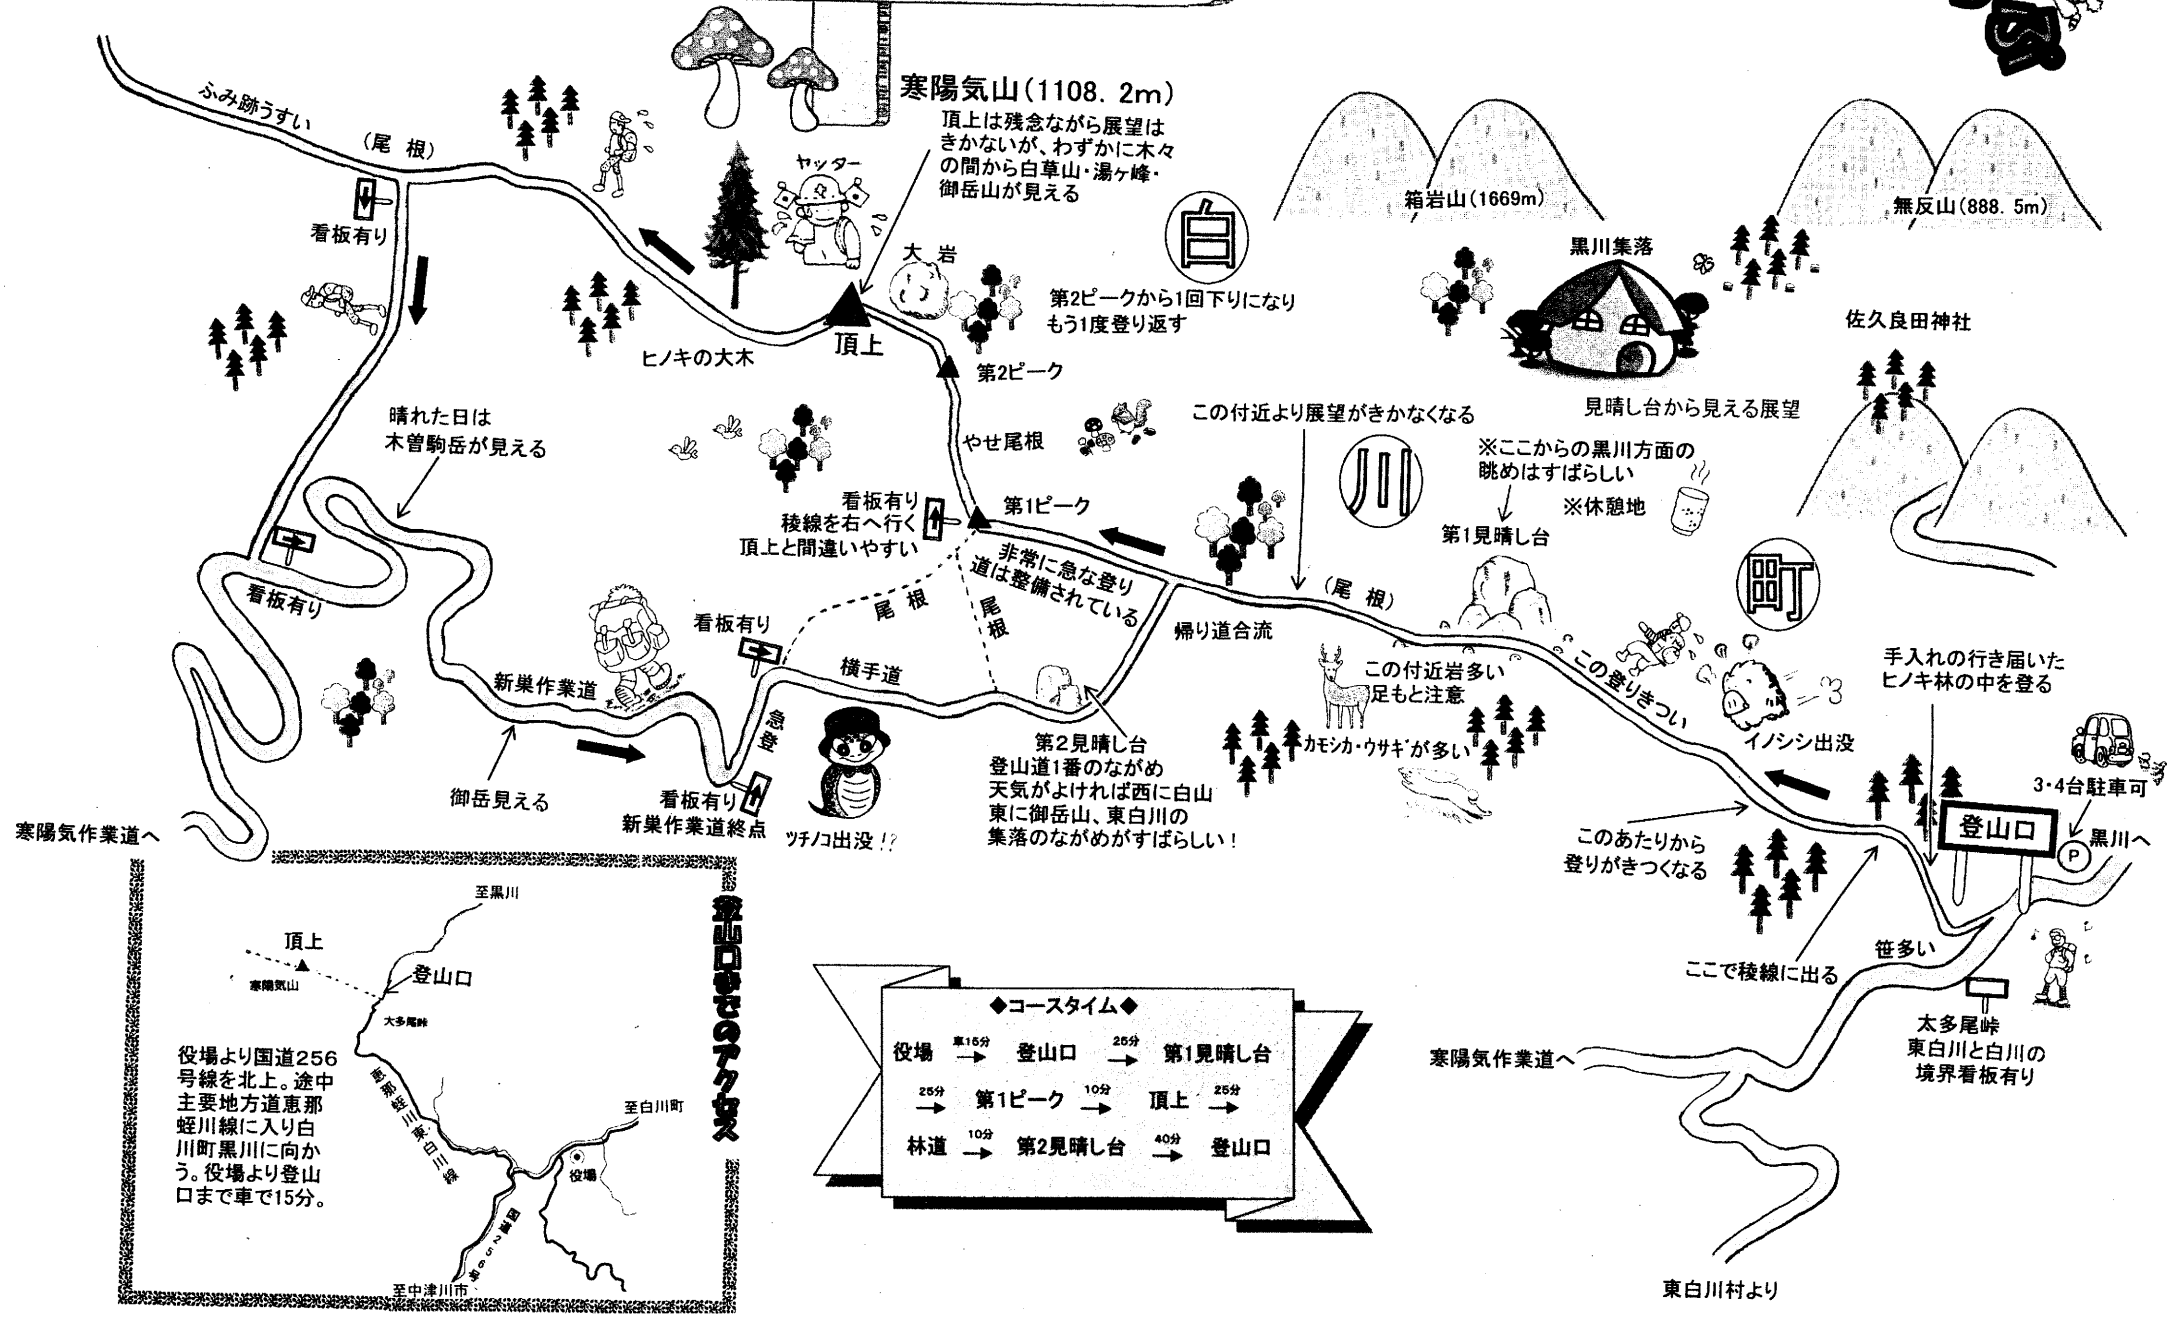 寒陽気山(1108.2m)
頂上は残念ながら展望は
きかないが、わずかに木々
の間から白草山・湯ヶ峰・
御岳山が見える
ふみ跡うすい
(尾 根)
看板有り
ヤッター
大 岩
頂上
ヒノキの大木
第2ピークから1回下りになり
もう1度登り返す
第2ピーク
やせ尾根
白
川
町
箱岩山(1669m)
無反山(888.5m)
黒川集落
佐久良田神社
見晴し台から見える展望
この付近より展望がきかなくなる
※ここからの黒川方面の
眺めはすばらしい
※休憩地
第1見晴し台
晴れた日は
木曽駒岳が見える
看板有り
稜線を右へ行く
頂上と間違いやすい
第1ピーク
非常に急な登り
道は整備されている
尾 根
尾根
(尾 根)
帰り道合流
看板有り
看板有り
横手道
新巣作業道
急登
御岳見える
看板有り
新巣作業道終点
ツチノコ出没!?
第2見晴し台
登山道1番のながめ
天気がよければ西に白山
東に御岳山、東白川の
集落のながめがすばらしい!
この付近岩多い
足もと注意
カモシカ・ウサギが多い
この登りきつい
イノシシ出没
手入れの行き届いた
ヒノキ林の中を登る
3・4台駐車可
登山口
P
黒川へ
このあたりから
登りがきつくなる
ここで稜線に出る
笹多い
太多尾峠
東白川と白川の
境界看板有り
寒陽気作業道へ
東白川村より
寒陽気作業道へ
登山口までのアクセス
至黒川
頂上
寒陽気山
登山口
大多尾峠
恵那蛭川東白川線
至白川町
役場
国道256号
至中津川市
役場より国道256
号線を北上。途中
主要地方道恵那
蛭川線に入り白
川町黒川に向か
う。役場より登山
口まで車で15分。
◆コースタイム◆
役場 車15分→ 登山口 25分→ 第1見晴し台
25分→ 第1ピーク 10分→ 頂上 25分→
林道 10分→ 第2見晴し台 40分→ 登山口